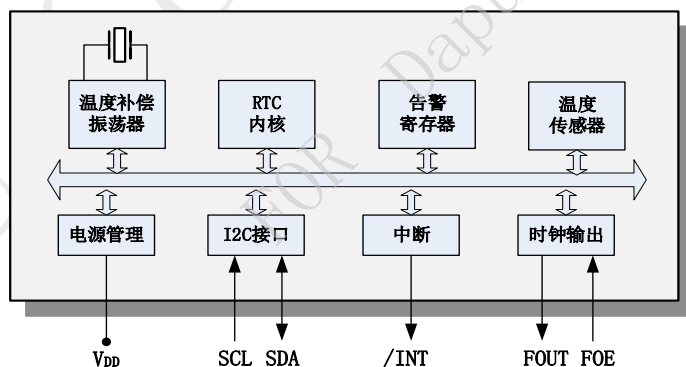 温度补偿
振荡器
RTC
内核
告警
寄存器
温度
传感器
电源管理
I2C接口
中断
时钟输出
VDD
SCL SDA
/INT
FOUT FOE
FOR Dapu